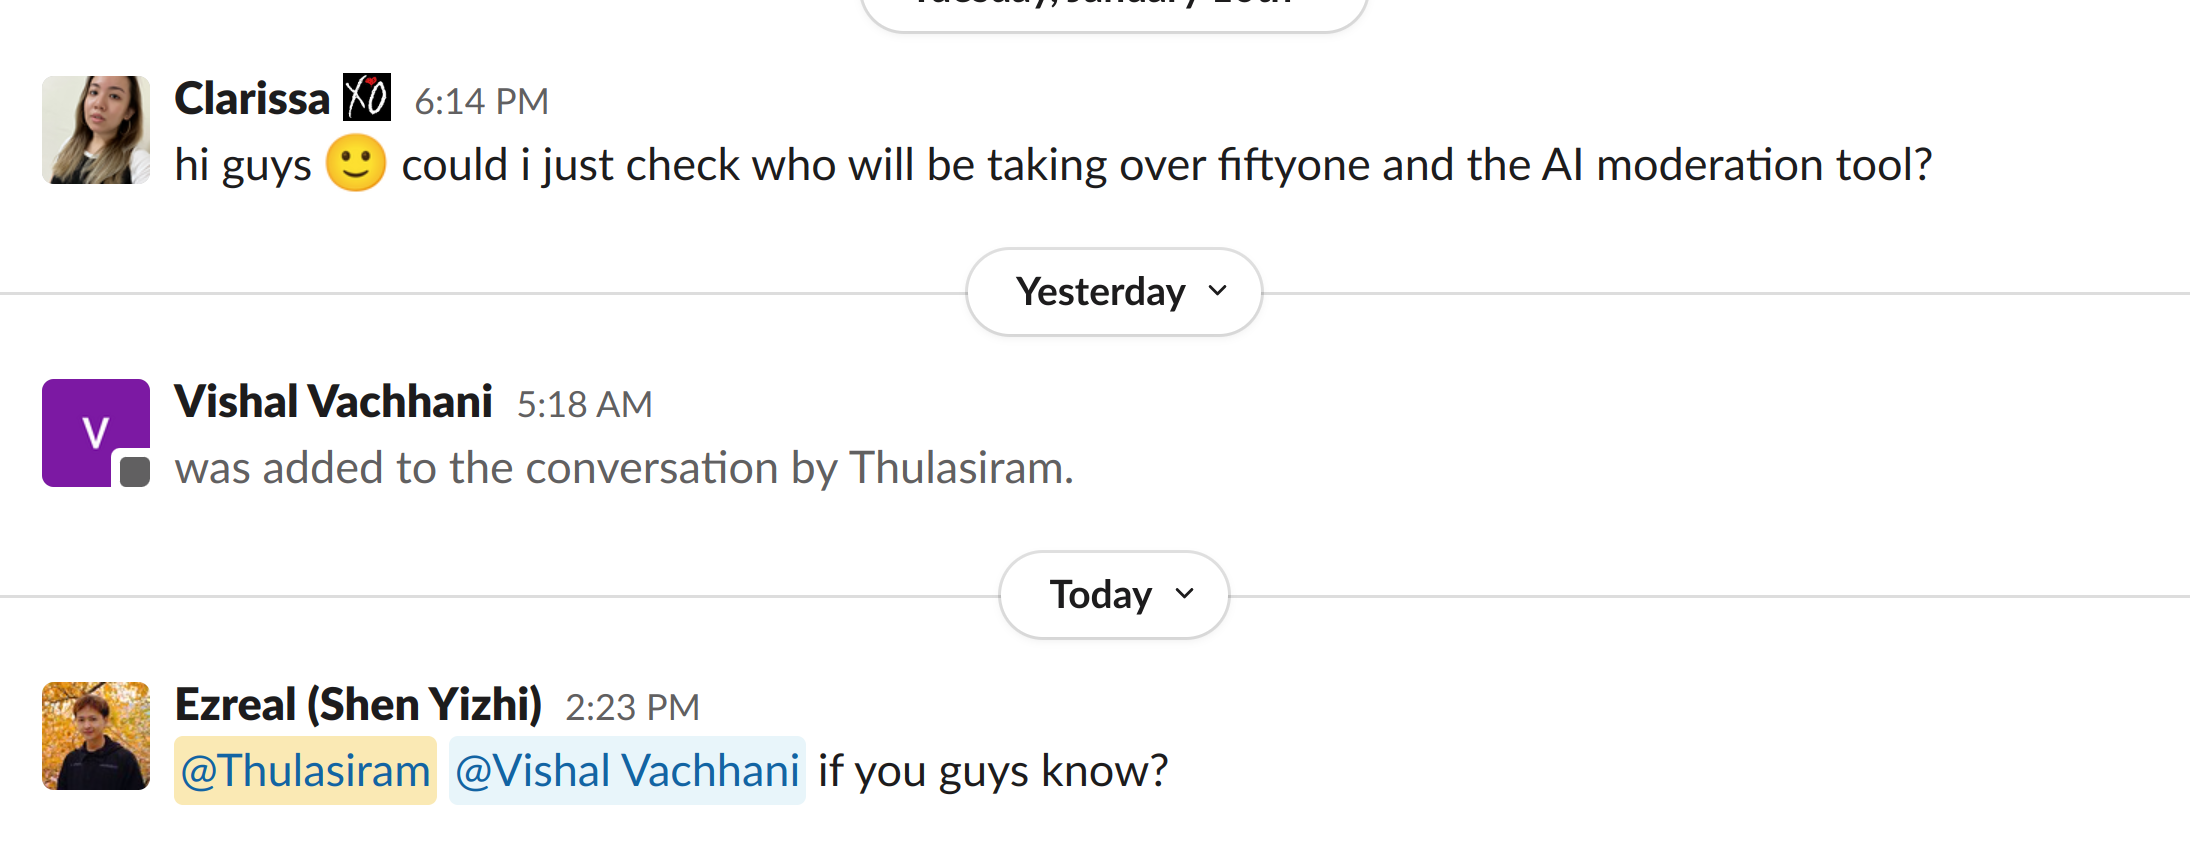 Clarissa XO 6:14 PM
hi guys 🙂 could i just check who will be taking over fiftyone and the AI moderation tool?
Yesterday
V
Vishal Vachhani 5:18 AM
was added to the conversation by Thulasiram.
Today
Ezreal (Shen Yizhi) 2:23 PM
@Thulasiram @Vishal Vachhani if you guys know?